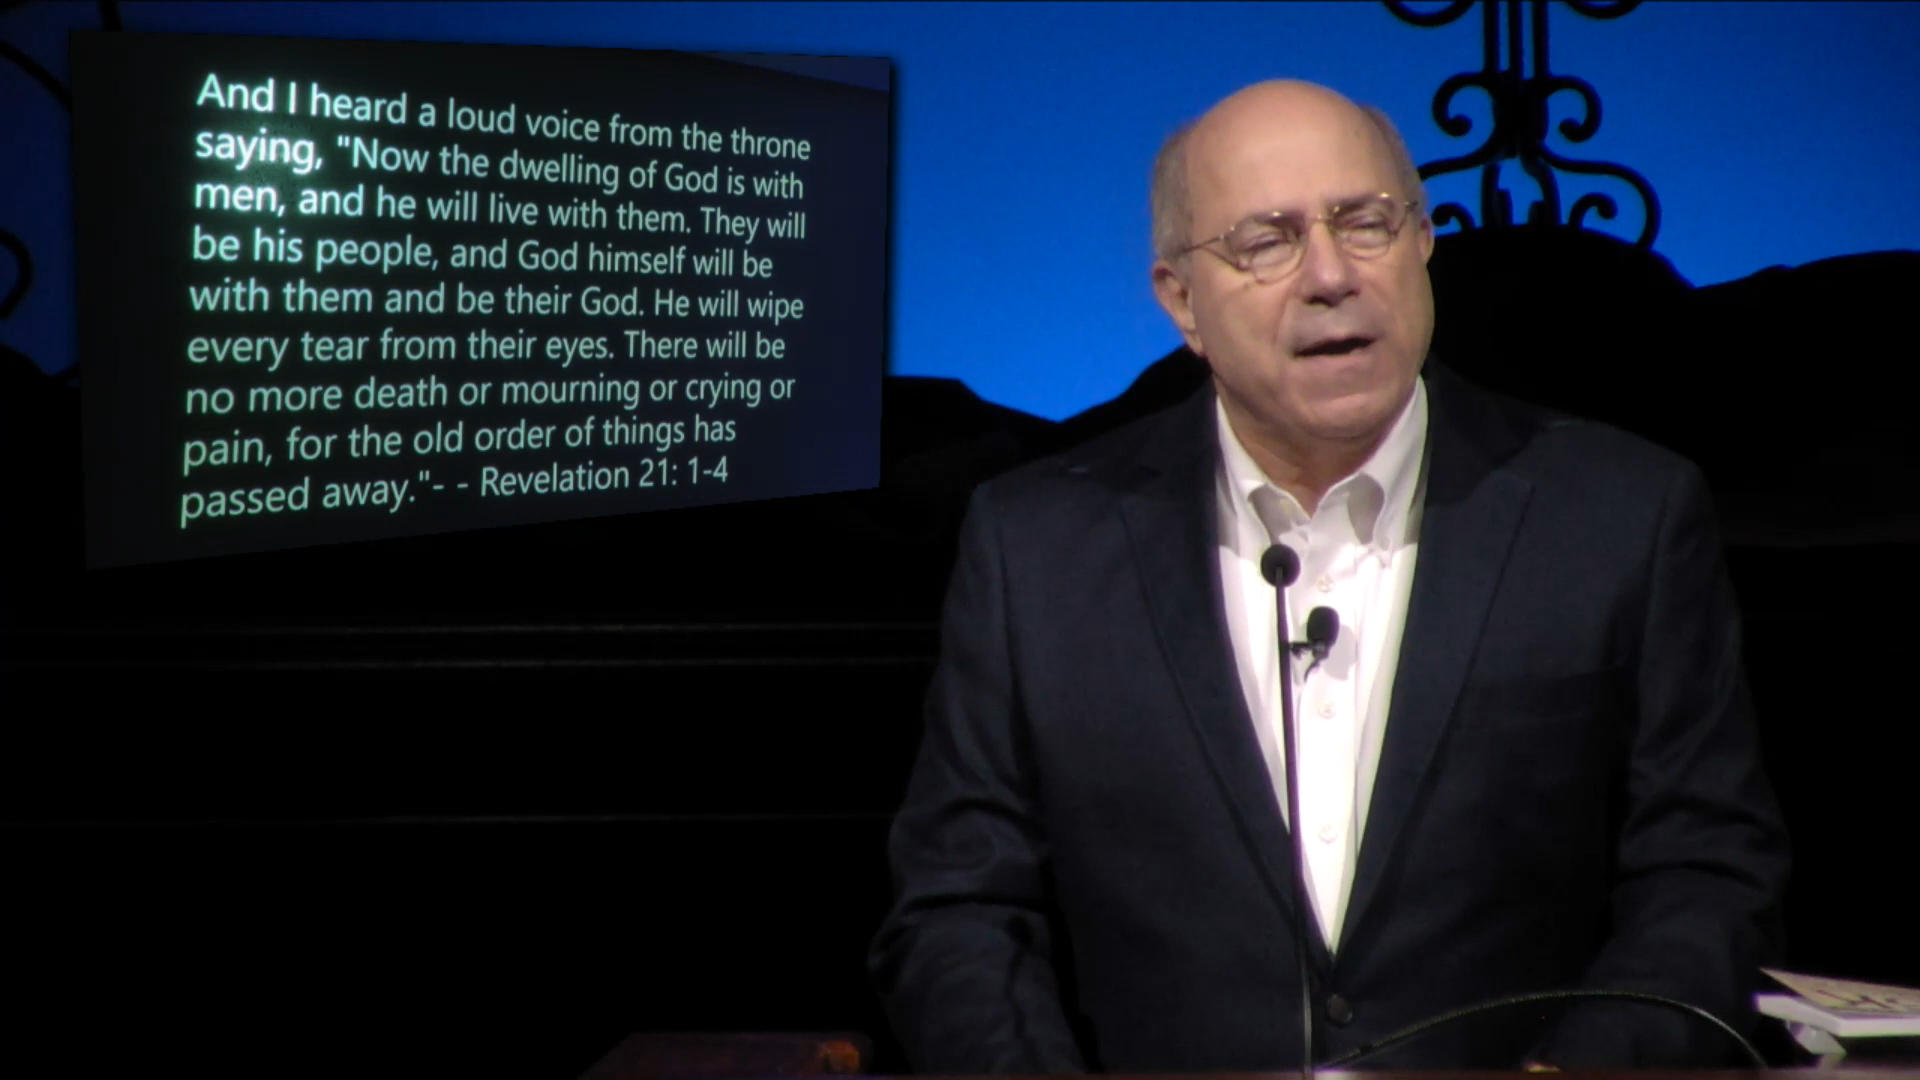 And I heard a loud voice from the throne
saying, "Now the dwelling of God is with
men, and he will live with them. They will
be his people, and God himself will be
with them and be their God. He will wipe
every tear from their eyes. There will be
no more death or mourning or crying or
pain, for the old order of things has
passed away."- - Revelation 21: 1-4